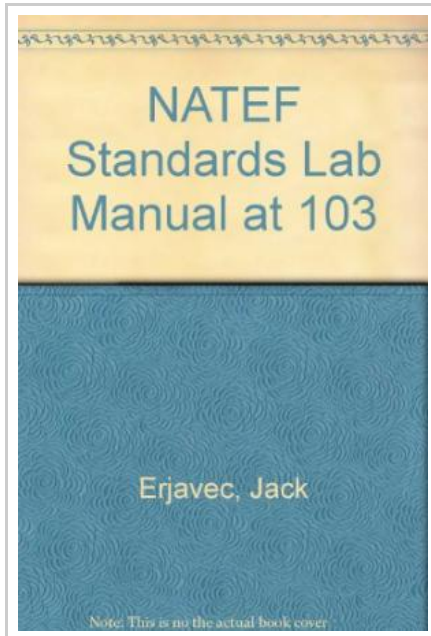 NATEF
Standards Lab
Manual at 103
Erjavec, Jack
Note: This is no the actual book cover